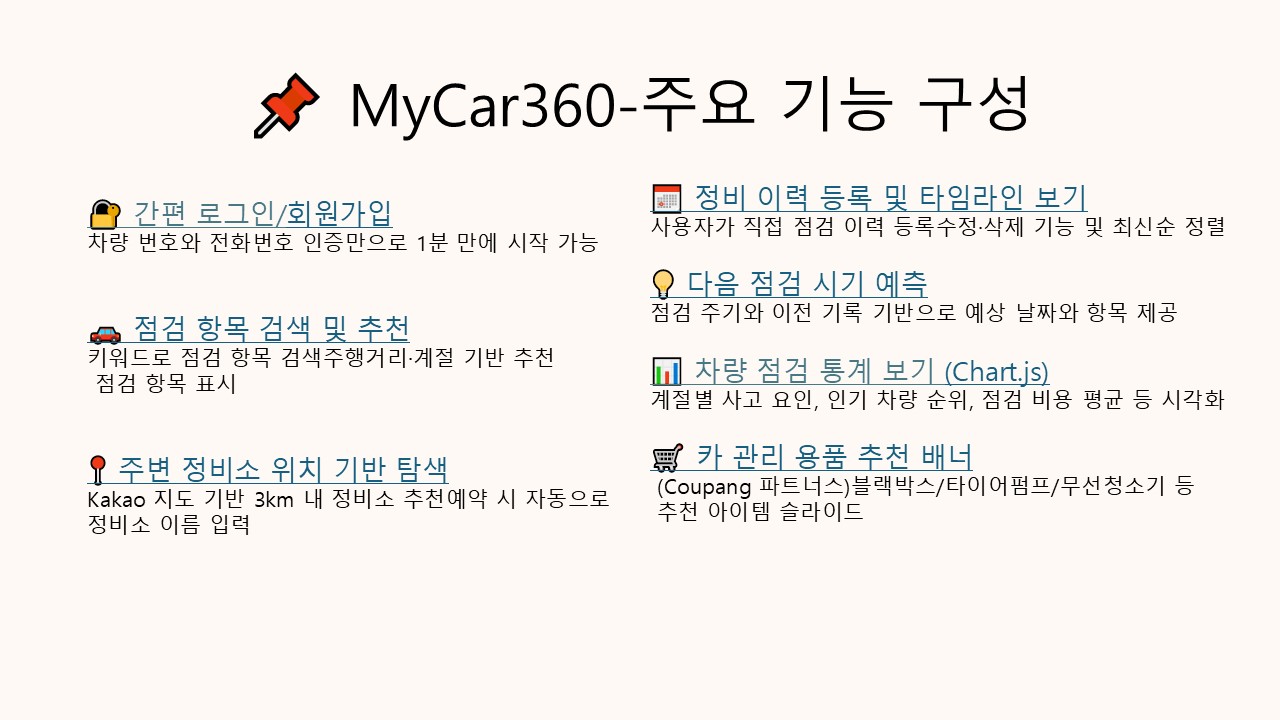 MyCar360-주요 기능 구성
간편 로그인/회원가입
차량 번호와 전화번호 인증만으로 1분 만에 시작 가능
점검 항목 검색 및 추천
키워드로 점검 항목 검색주행거리·계절 기반 추천
점검 항목 표시
주변 정비소 위치 기반 탐색
Kakao 지도 기반 3km 내 정비소 추천예약 시 자동으로
정비소 이름 입력
정비 이력 등록 및 타임라인 보기
사용자가 직접 점검 이력 등록수정·삭제 기능 및 최신순 정렬
다음 점검 시기 예측
점검 주기와 이전 기록 기반으로 예상 날짜와 항목 제공
차량 점검 통계 보기 (Chart.js)
계절별 사고 요인, 인기 차량 순위, 점검 비용 평균 등 시각화
카 관리 용품 추천 배너
(Coupang 파트너스)블랙박스/타이어펌프/무선청소기 등
추천 아이템 슬라이드